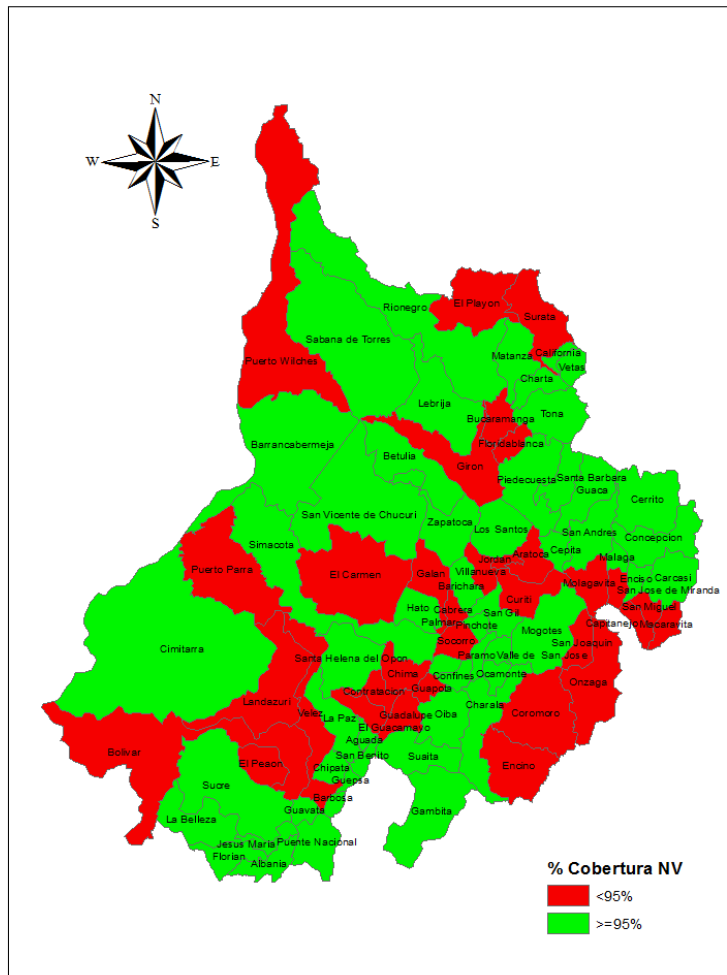 N
W
E
S
Rionegro
El Playon
Surata
Sabana de Torres
Matanza
California
Vetas
Puerto Wilches
Charta
Lebrija
Tona
Bucaramanga
Barrancabermeja
Floridablanca
Betulia
Giron
Piedecuesta
Santa Barbara
Guaca
Cerrito
San Vicente de Chucuri
Zapatoca
Los Santos
San Andres
Concepcion
Simacota
Aratoca
Cepita
Malaga
Jordan
Puerto Parra
El Carmen
Galan
Villanueva
Molagavita
Enciso
Carcasi
Barichara
San Jose de Miranda
Curiti
Hato
Cabrera
San Gil
San Miguel
Palmar
Pinchote
Capitanejo
Macaravita
Mogotes
Socorro
San Joaquin
Cimitarra
Santa Helena del Opon
Paramo
Valle de San Jose
Chima
Confines
Ocamonte
Onzaga
Contratacion
Guapota
Landazuri
Velez
La Paz
Guadalupe
Oiba
Charala
Coromoro
El Guacamayo
Aguada
Bolivar
San Benito
Suaita
El Peaon
Chipata
Encino
Guepsa
Sucre
Barbosa
La Belleza
Guavata
Gambita
Jesus Maria
Puente Nacional
Florian
Albania
% Cobertura NV
<95%
>=95%